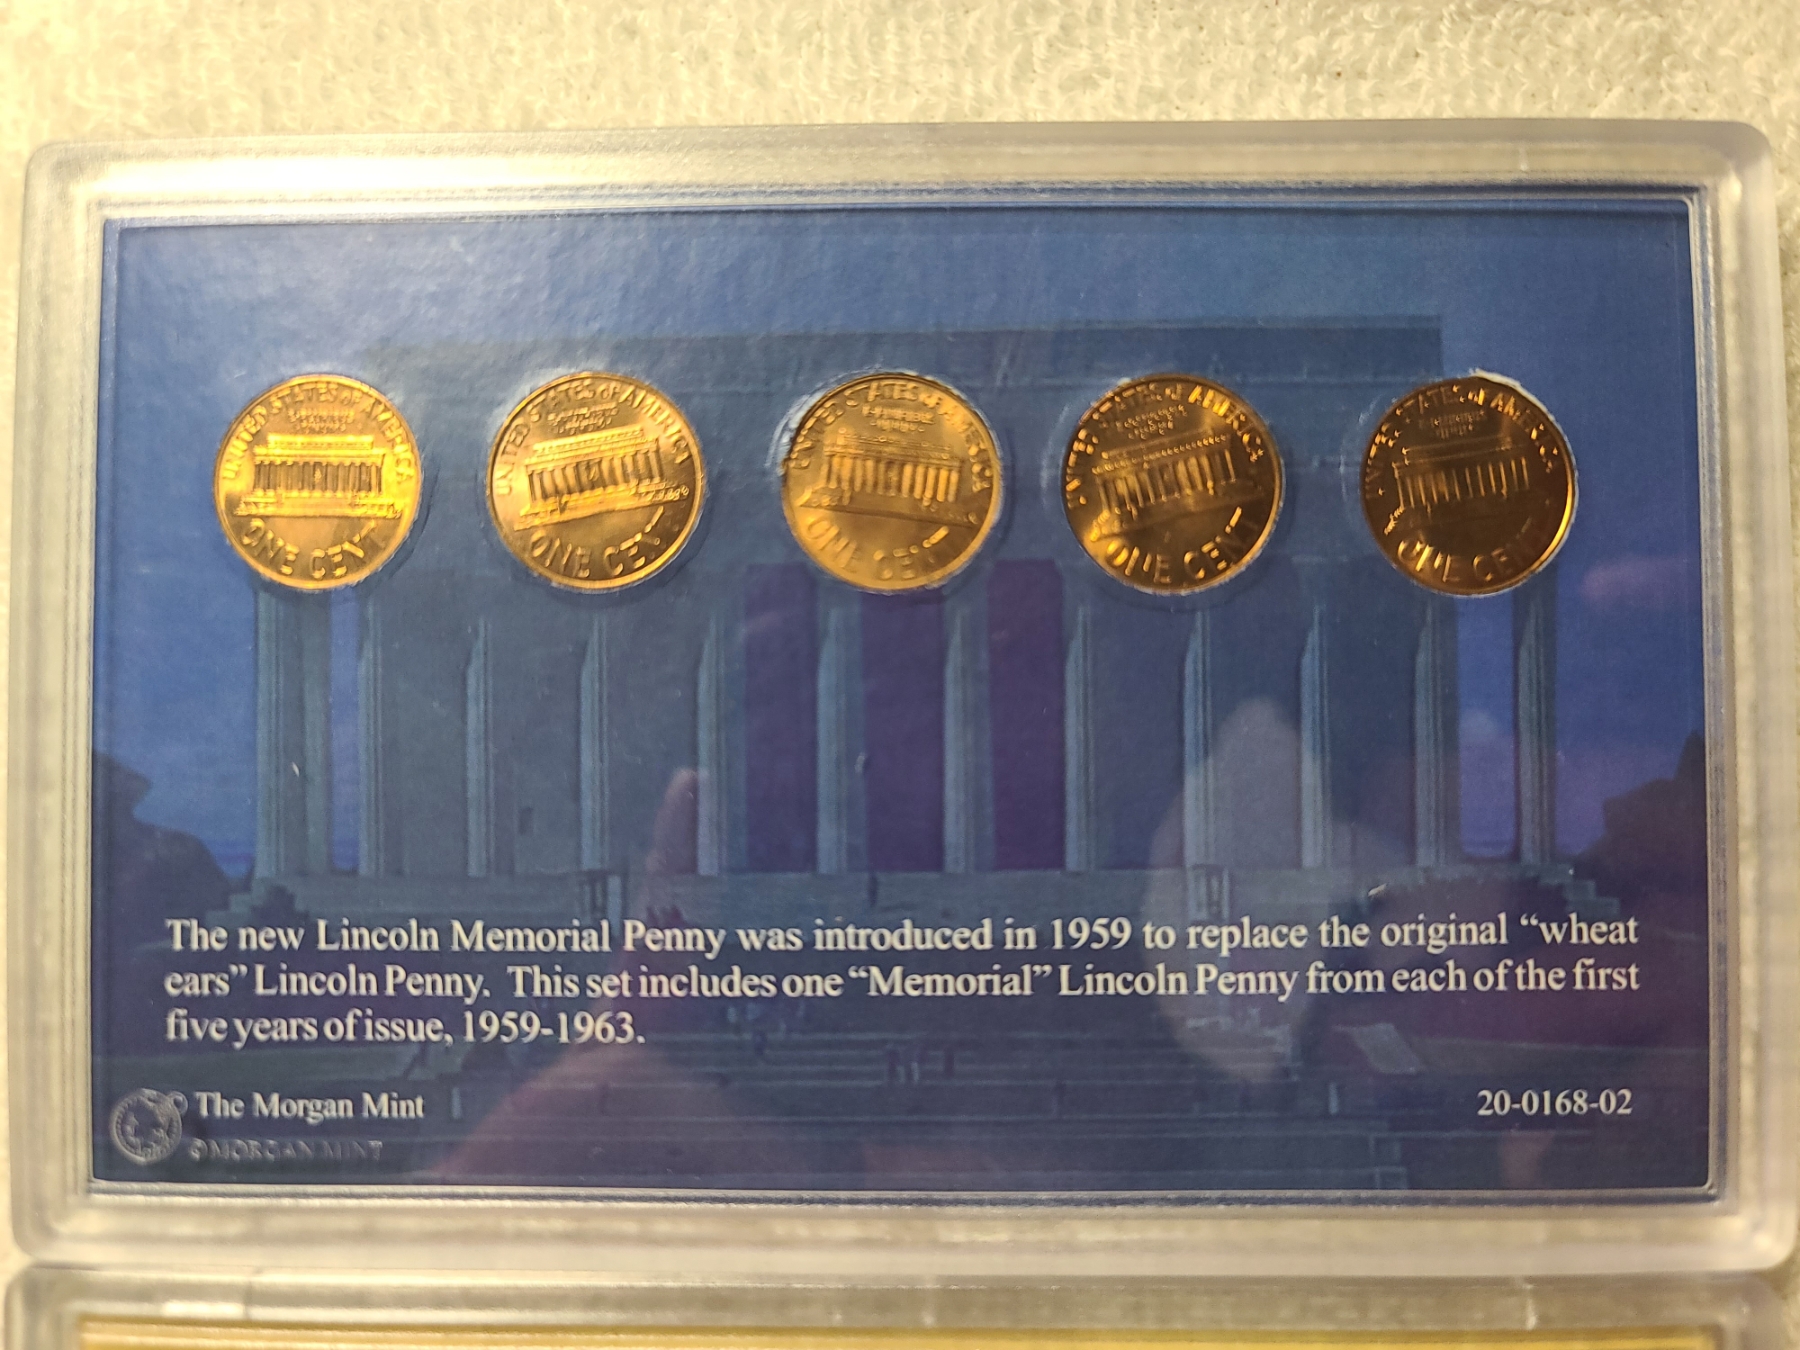 UNITED STATES OF AMERICA
ONE CENT
UNITED STATES OF AMERICA
ONE CENT
UNITED STATES OF AMERICA
ONE CENT
UNITED STATES OF AMERICA
ONE CENT
UNITED STATES OF AMERICA
ONE CENT
The new Lincoln Memorial Penny was introduced in 1959 to replace the original “wheat
ears” Lincoln Penny. This set includes one “Memorial” Lincoln Penny from each of the first
five years of issue, 1959-1963.
© The Morgan Mint
20-0168-02
©MORGAN MINT